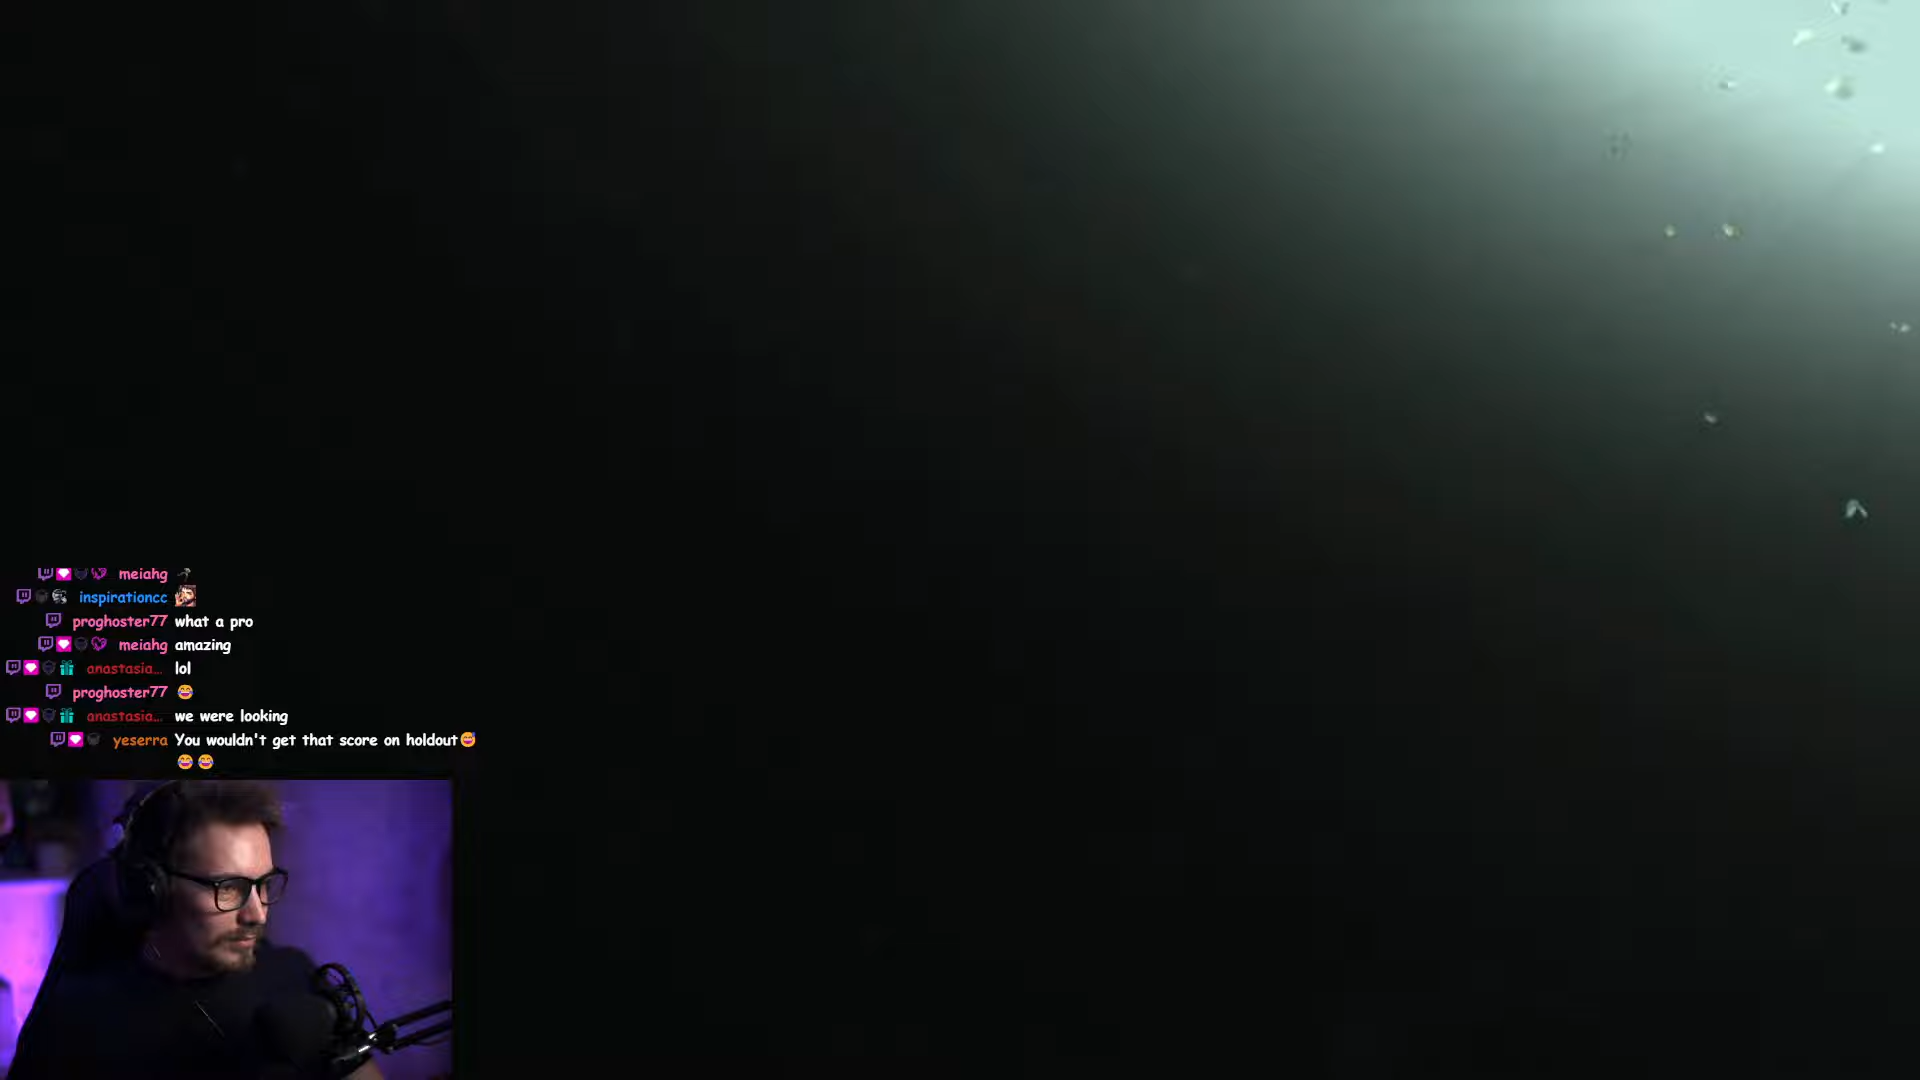 meiahg
inspirationcc
proghoster77 what a pro
meiahg amazing
anastasia... lol
proghoster77 😂
anastasia... we were looking
yeserra You wouldn't get that score on holdout😅
😂 😂